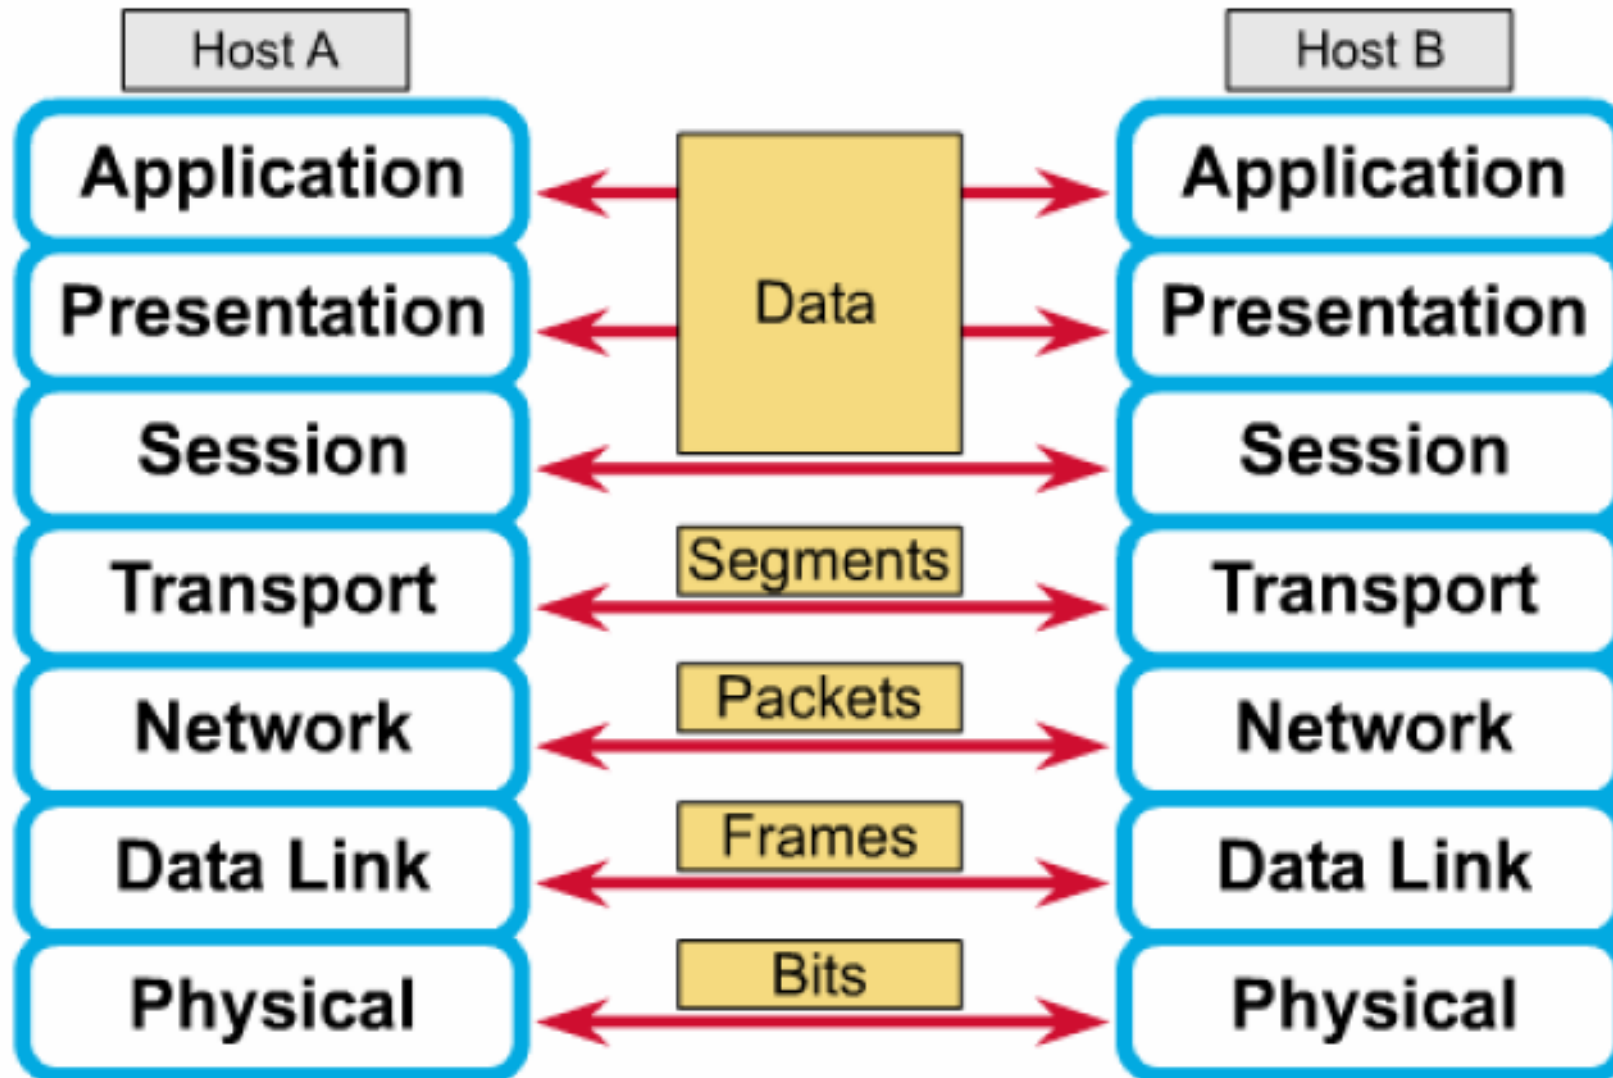 Host A
Host B
Application
Application
Presentation
Data
Presentation
Session
Session
Transport
Segments
Transport
Network
Packets
Network
Data Link
Frames
Data Link
Physical
Bits
Physical